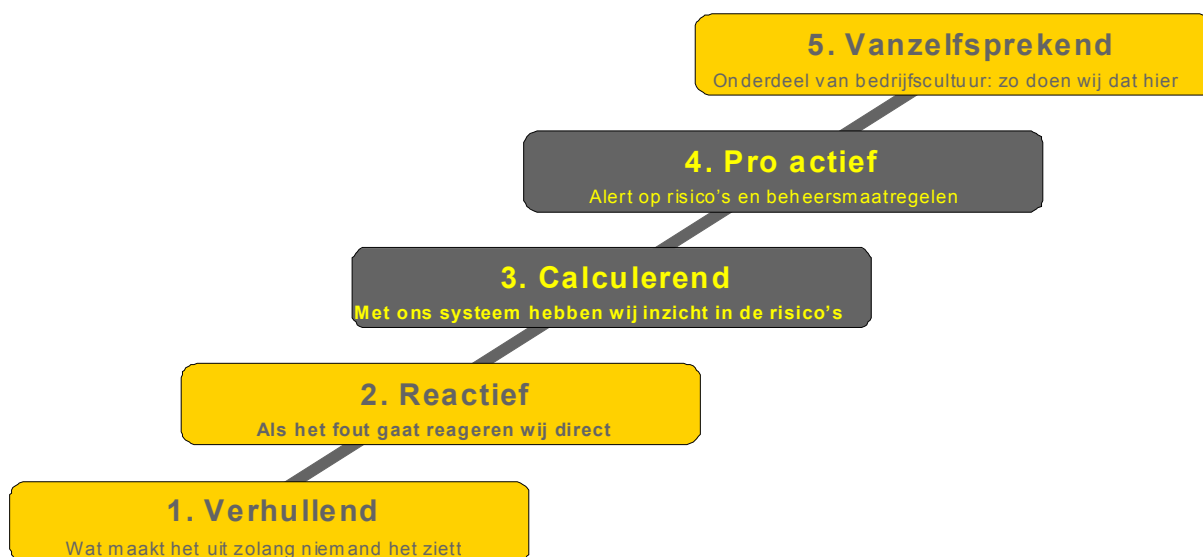 5. Vanzelfsprekend
Onderdeel van bedrijfscultuur: zo doen wij dat hier
4. Pro actief
Alert op risico's en beheersmaatregelen
3. Calculerend
Met ons systeem hebben wij inzicht in de risico's
2. Reactief
Als het fout gaat reageren wij direct
1. Verhullend
Wat maakt het uit zolang niemand het ziett